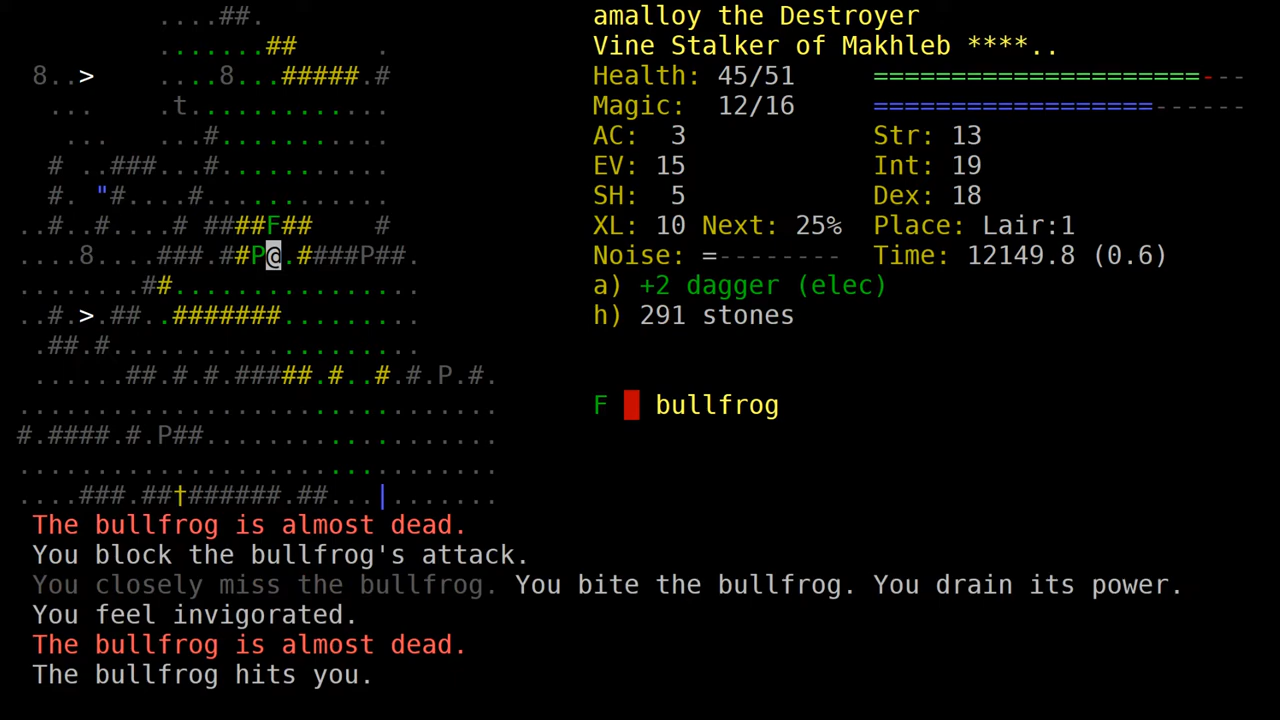 ....##.    amalloy the Destroyer
.......##     .    Vine Stalker of Makhleb ****..
8..>    ....8...#####.#    Health: 45/51    =====================---
...    .t.............    Magic:  12/16    ==================------
...  ...#...........    AC:  3    Str: 13
#  ..###...#...........    EV: 15    Int: 19
#. "#....#............    SH:  5    Dex: 18
..#..#....# ####F##    #    XL: 10 Next: 25%    Place: Lair:1
....8....###.##P@.####P##.    Noise: =--------    Time: 12149.8 (0.6)
........##................    a) +2 dagger (elec)
..#.>.##..#######.........    h) 291 stones
.##.#....................
......##.#.#.#####.#..#.#.P.#.
...............................    F bullfrog
#.####.#.P##...................
...............................
....###.##†######.##...|.......
The bullfrog is almost dead.
You block the bullfrog's attack.
You closely miss the bullfrog. You bite the bullfrog. You drain its power.
You feel invigorated.
The bullfrog is almost dead.
The bullfrog hits you.